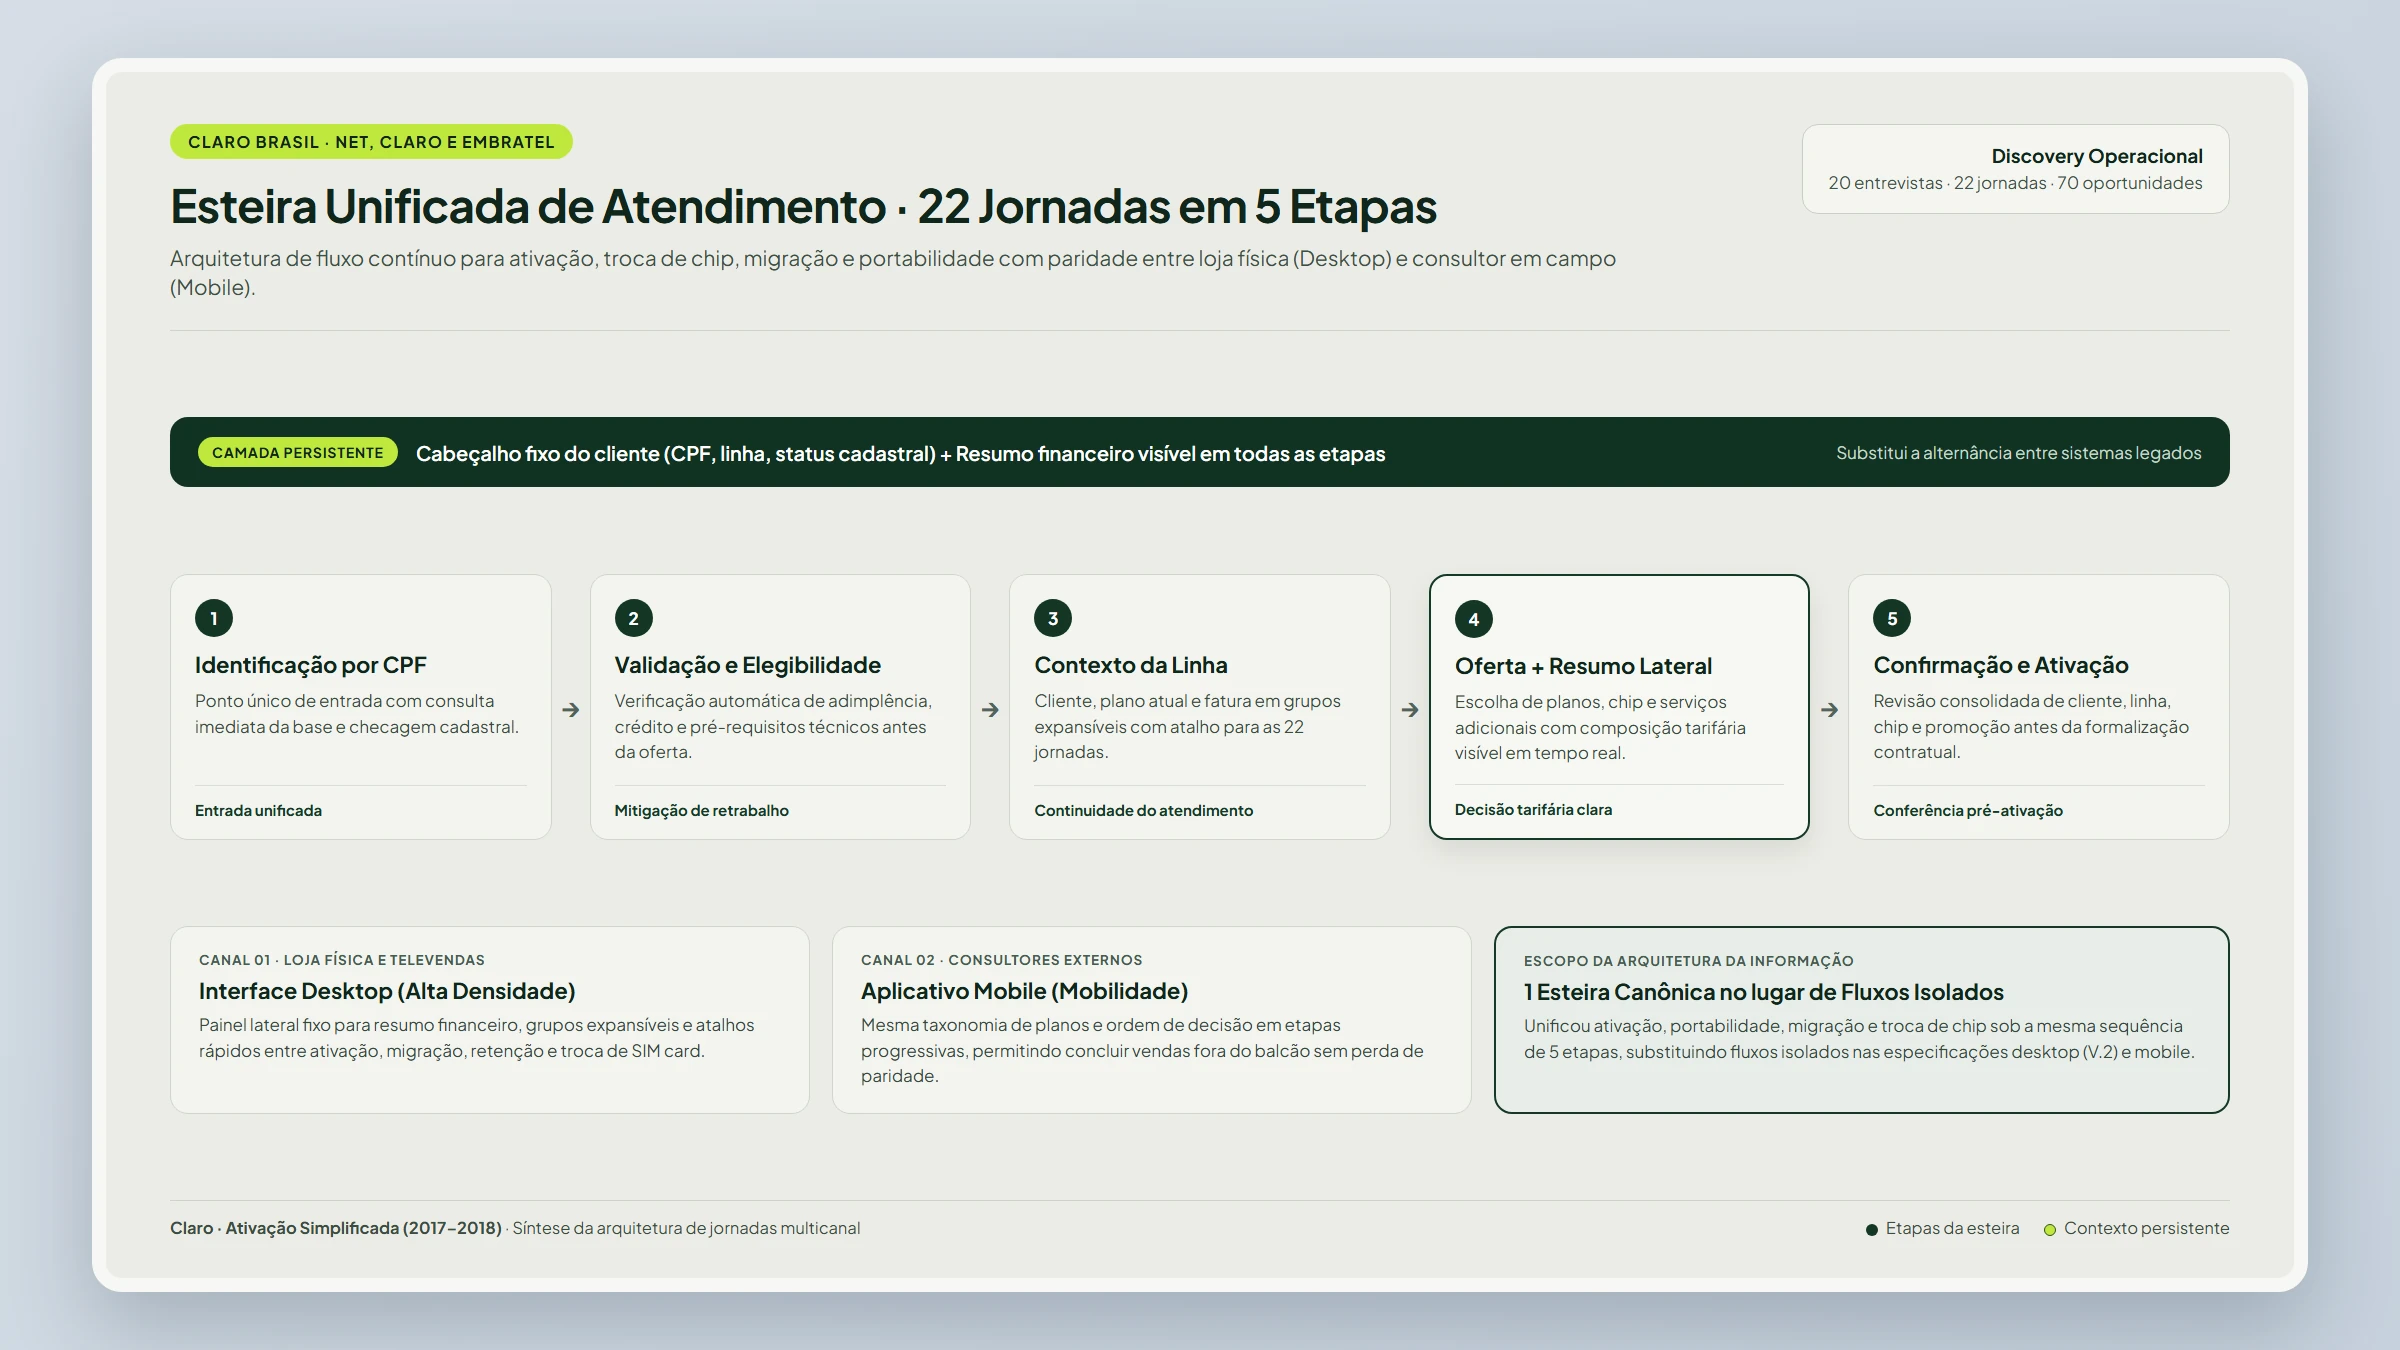 CLARO BRASIL · NET, CLARO E EMBRATEL
Esteira Unificada de Atendimento · 22 Jornadas em 5 Etapas
Arquitetura de fluxo contínuo para ativação, troca de chip, migração e portabilidade com paridade entre loja física (Desktop) e consultor em campo
(Mobile).
Discovery Operacional
20 entrevistas · 22 jornadas · 70 oportunidades
CAMADA PERSISTENTE
Cabeçalho fixo do cliente (CPF, linha, status cadastral) + Resumo financeiro visível em todas as etapas
Substitui a alternância entre sistemas legados
1
Identificação por CPF
Ponto único de entrada com consulta
imediata da base e checagem cadastral.
Entrada unificada
→
2
Validação e Elegibilidade
Verificação automática de adimplência,
crédito e pré-requisitos técnicos antes
da oferta.
Mitigação de retrabalho
→
3
Contexto da Linha
Cliente, plano atual e fatura em grupos
expansíveis com atalho para as 22
jornadas.
Continuidade do atendimento
→
4
Oferta + Resumo Lateral
Escolha de planos, chip e serviços
adicionais com composição tarifária
visível em tempo real.
Decisão tarifária clara
→
5
Confirmação e Ativação
Revisão consolidada de cliente, linha,
chip e promoção antes da formalização
contratual.
Conferência pré-ativação
CANAL 01 · LOJA FÍSICA E TELEVENDAS
Interface Desktop (Alta Densidade)
Painel lateral fixo para resumo financeiro, grupos expansíveis e atalhos
rápidos entre ativação, migração, retenção e troca de SIM card.
CANAL 02 · CONSULTORES EXTERNOS
Aplicativo Mobile (Mobilidade)
Mesma taxonomia de planos e ordem de decisão em etapas
progressivas, permitindo concluir vendas fora do balcão sem perda de
paridade.
ESCOPO DA ARQUITETURA DA INFORMAÇÃO
1 Esteira Canônica no lugar de Fluxos Isolados
Unificou ativação, portabilidade, migração e troca de chip sob a mesma sequência
de 5 etapas, substituindo fluxos isolados nas especificações desktop (V.2) e mobile.
Claro · Ativação Simplificada (2017–2018) · Síntese da arquitetura de jornadas multicanal
Etapas da esteira
Contexto persistente